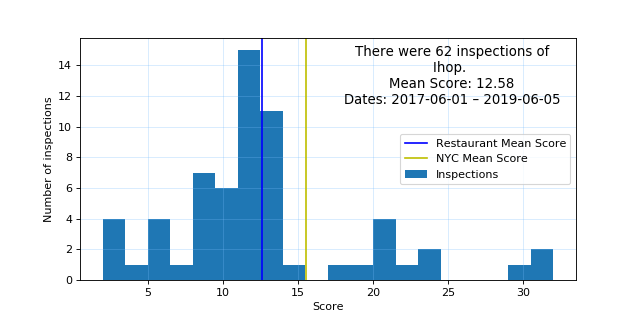 There were 62 inspections of
Ihop.
Mean Score: 12.58
Dates: 2017-06-01 – 2019-06-05
Restaurant Mean Score
NYC Mean Score
Inspections
Number of inspections
14
12
10
8
6
4
2
0
5 10 15 20 25 30
Score